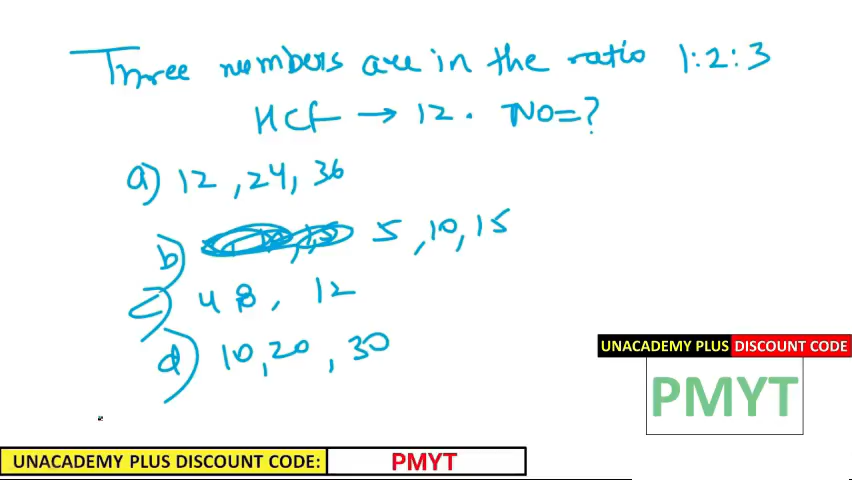 Three numbers are in the ratio 1:2:3
HCF → 12. No=?
a) 12, 24, 36
b) 5, 10, 15
c) 4 8, 12
d) 10, 20, 30
UNACADEMY PLUS DISCOUNT CODE
PMYT
UNACADEMY PLUS DISCOUNT CODE: PMYT